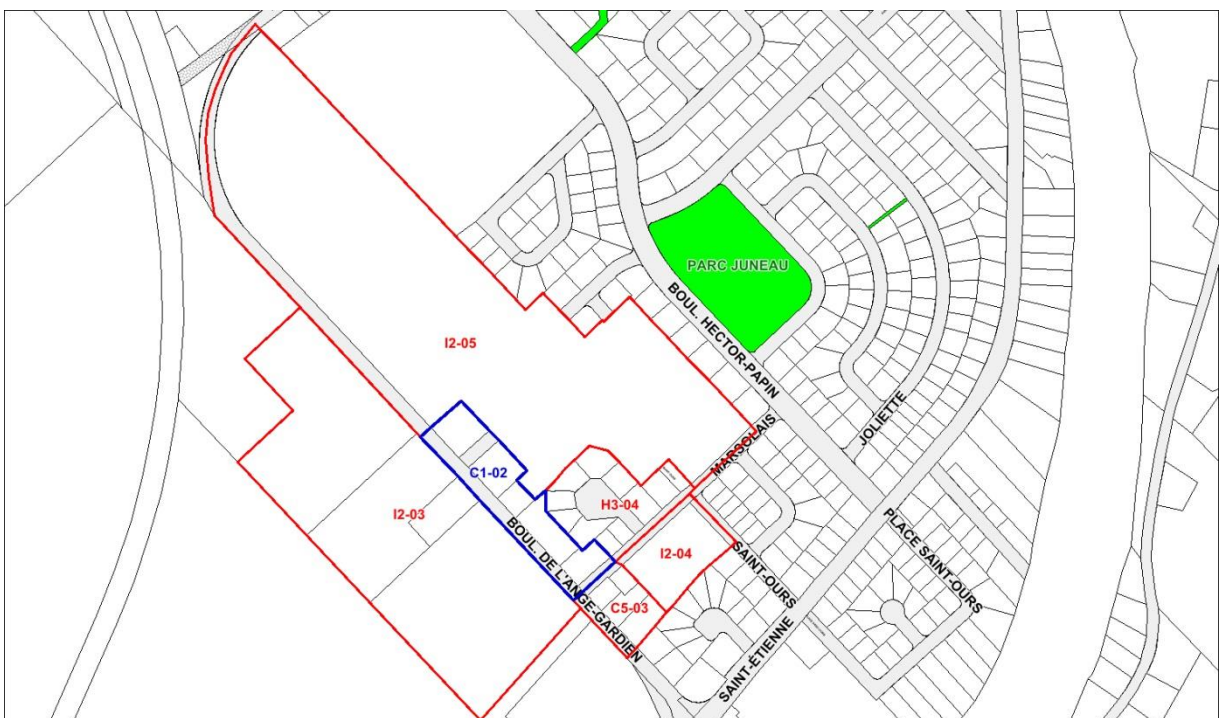 PARC JUNEAU
BOUL. HECTOR-PAPIN
I2-05
JOLIETTE
MARSOLAIS
C1-02
H3-04
I2-03
PLACE SAINT-OURS
BOUL. DE L'ANGE-GARDIEN
I2-04
SAINT-OURS
C5-03
SAINT-ÉTIENNE